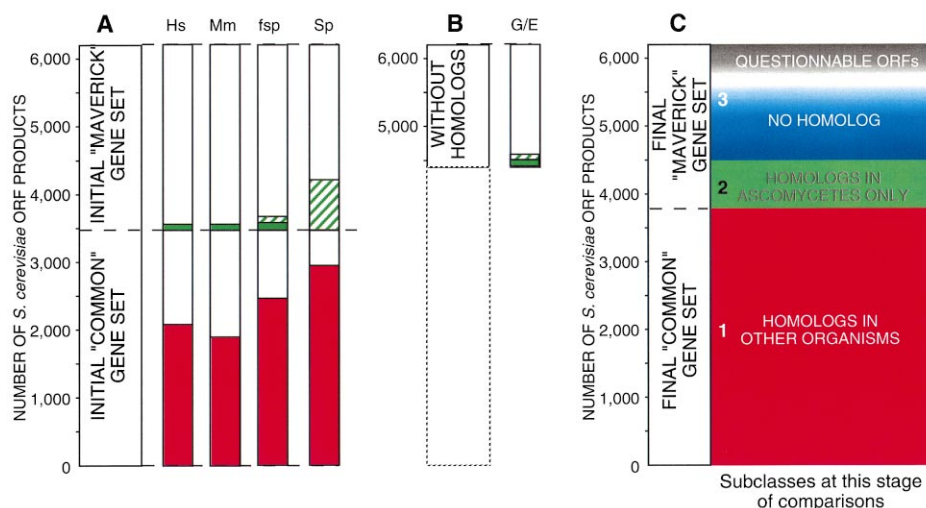 A
Hs Mm fsp Sp
NUMBER OF S. cerevisiae ORF PRODUCTS
6,000
5,000
4,000
3,000
2,000
1,000
0
INITIAL "MAVERICK"
GENE SET
INITIAL "COMMON"
GENE SET
B
G/E
6,000
5,000
WITHOUT
HOMOLOGS
C
NUMBER OF S. cerevisiae ORF PRODUCTS
6,000
5,000
4,000
3,000
2,000
1,000
0
FINAL
"MAVERICK"
GENE SET
FINAL "COMMON"
GENE SET
QUESTIONNABLE ORFs
3
NO HOMOLOG
2
HOMOLOGS IN
ASCOMYCETES ONLY
1
HOMOLOGS IN
OTHER ORGANISMS
Subclasses at this stage
of comparisons